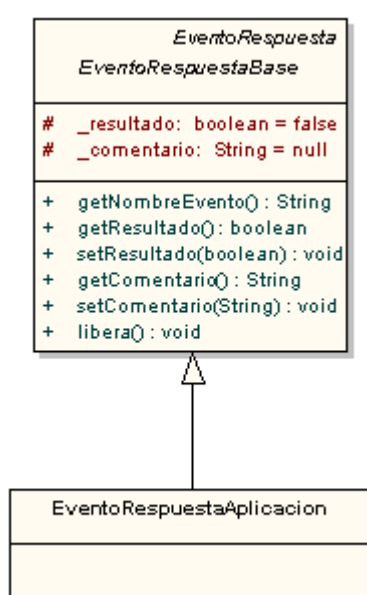 EventoRespuesta
EventoRespuestaBase
# _resultado: boolean = false
# _comentario: String = null
+ getNombreEvento() : String
+ getResultado() : boolean
+ setResultado(boolean) : void
+ getComentario() : String
+ setComentario(String) : void
+ libera() : void
EventoRespuestaAplicacion